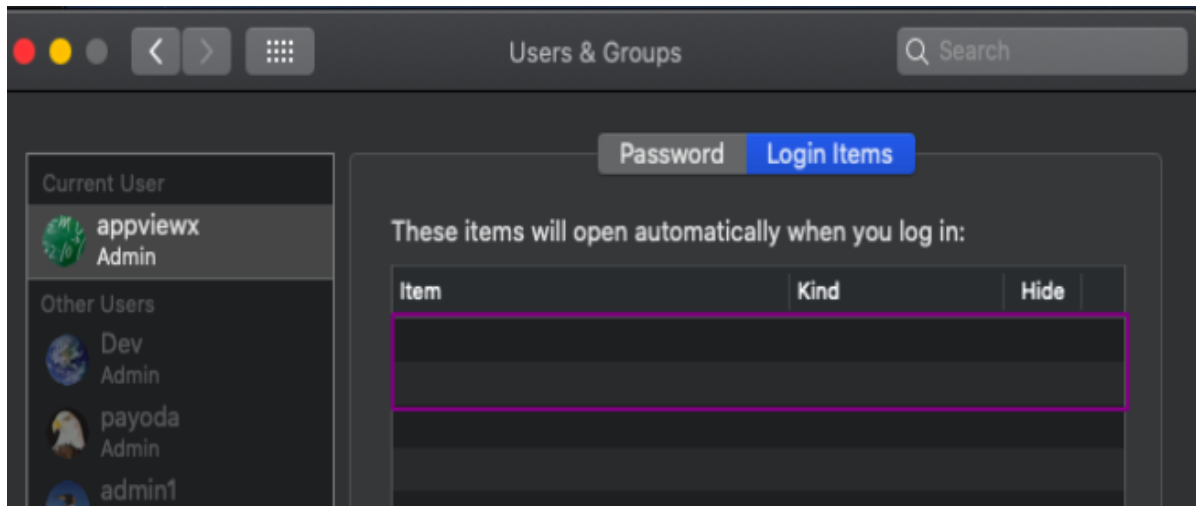 Users & Groups
Search
Password
Login Items
Current User
appviewx
Admin
Other Users
Dev
Admin
payoda
Admin
admin1
These items will open automatically when you log in:
Item
Kind
Hide